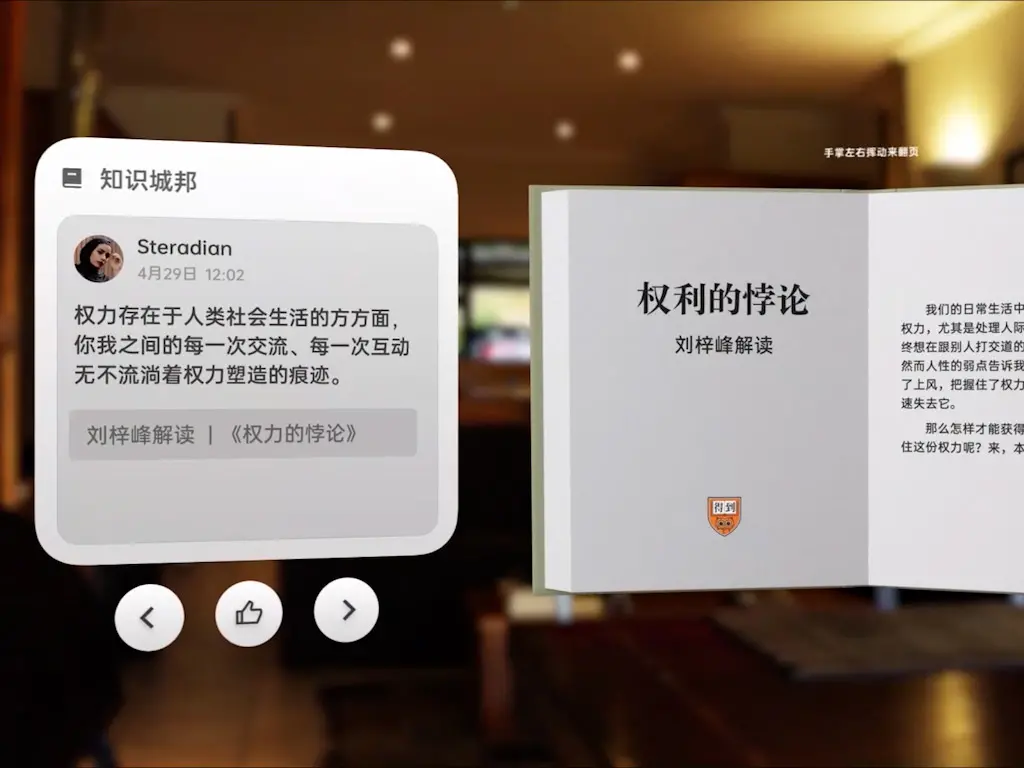 知识城邦
Steradian
4月29日 12:02
权力存在于人类社会生活的方方面，
你我之间的每一次交流、每一次互动
无不流淌着权力塑造的痕迹。
刘梓峰解读 | 《权力的悖论》
手掌左右挥动来翻页
权利的悖论
刘梓峰解读
得到
我们的日常生活中
权力，尤其是处理人际
终想在跟别人打交道的
然而人性的弱点告诉我
了上风，把握住了权力
速失去它。
那么怎样才能获得
住这份权力呢？来，本